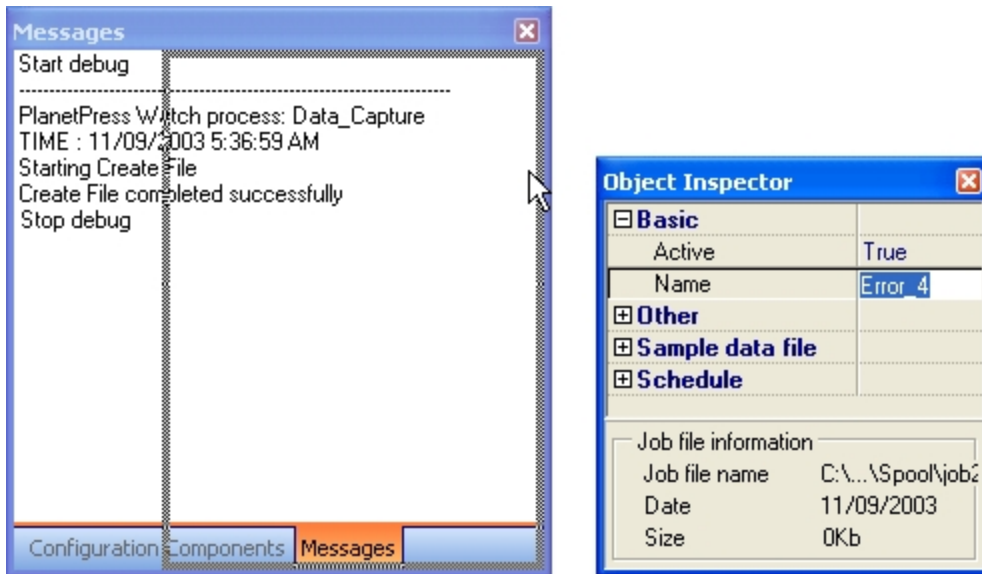 Messages
Start debug
PlanetPress Watch process: Data_Capture
TIME : 11/09/2003 5:36:59 AM
Starting Create File
Create File completed successfully
Stop debug
Configuration Components Messages
Object Inspector
Basic
Active True
Name Error_4
Other
Sample data file
Schedule
Job file information
Job file name C:\...\Spool\job2
Date 11/09/2003
Size 0Kb